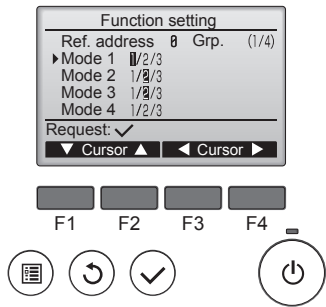 Function setting
Ref. address 0 Grp. (1/4)
Mode 1 1/2/3
Mode 2 1/2/3
Mode 3 1/2/3
Mode 4 1/2/3
Request: ✓
▼ Cursor ▲ ◀ Cursor ▶
F1 F2 F3 F4